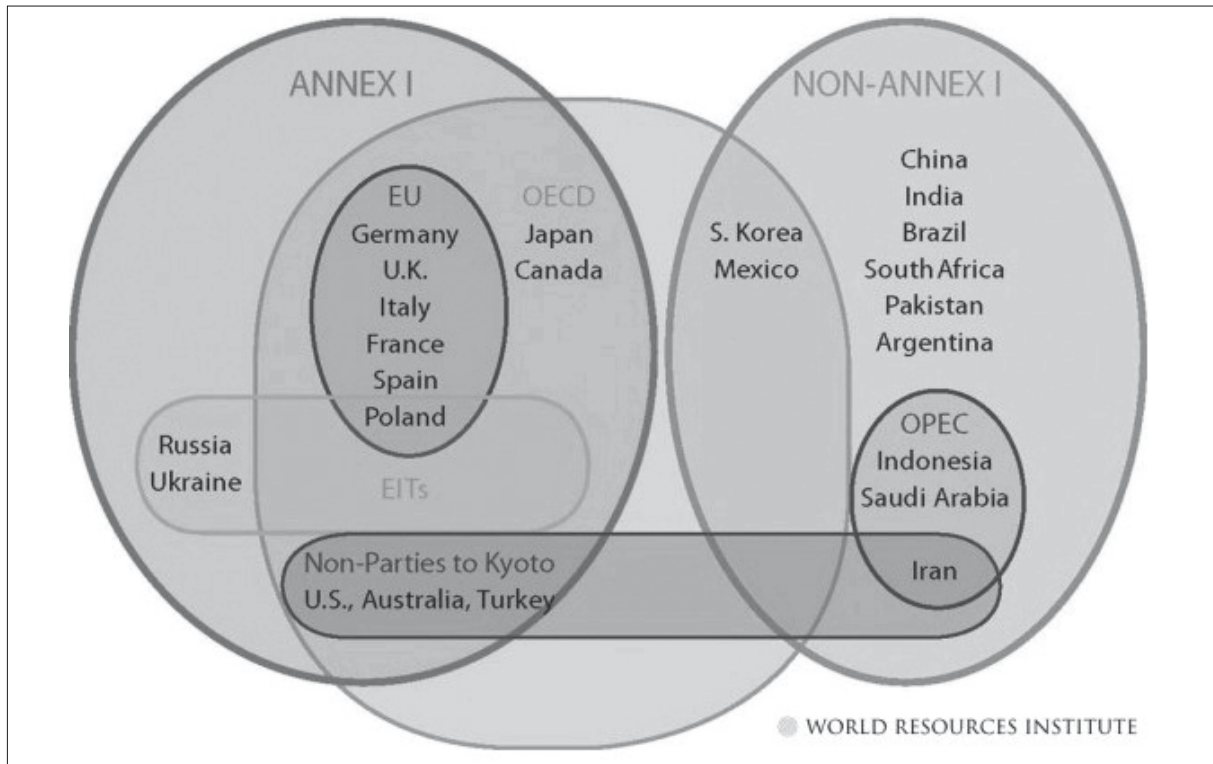 ANNEX I
NON-ANNEX I
EU
Germany
U.K.
Italy
France
Spain
Poland
OECD
Japan
Canada
S. Korea
Mexico
China
India
Brazil
South Africa
Pakistan
Argentina
Russia
Ukraine
EITs
OPEC
Indonesia
Saudi Arabia
Non-Parties to Kyoto
U.S., Australia, Turkey
Iran
WORLD RESOURCES INSTITUTE